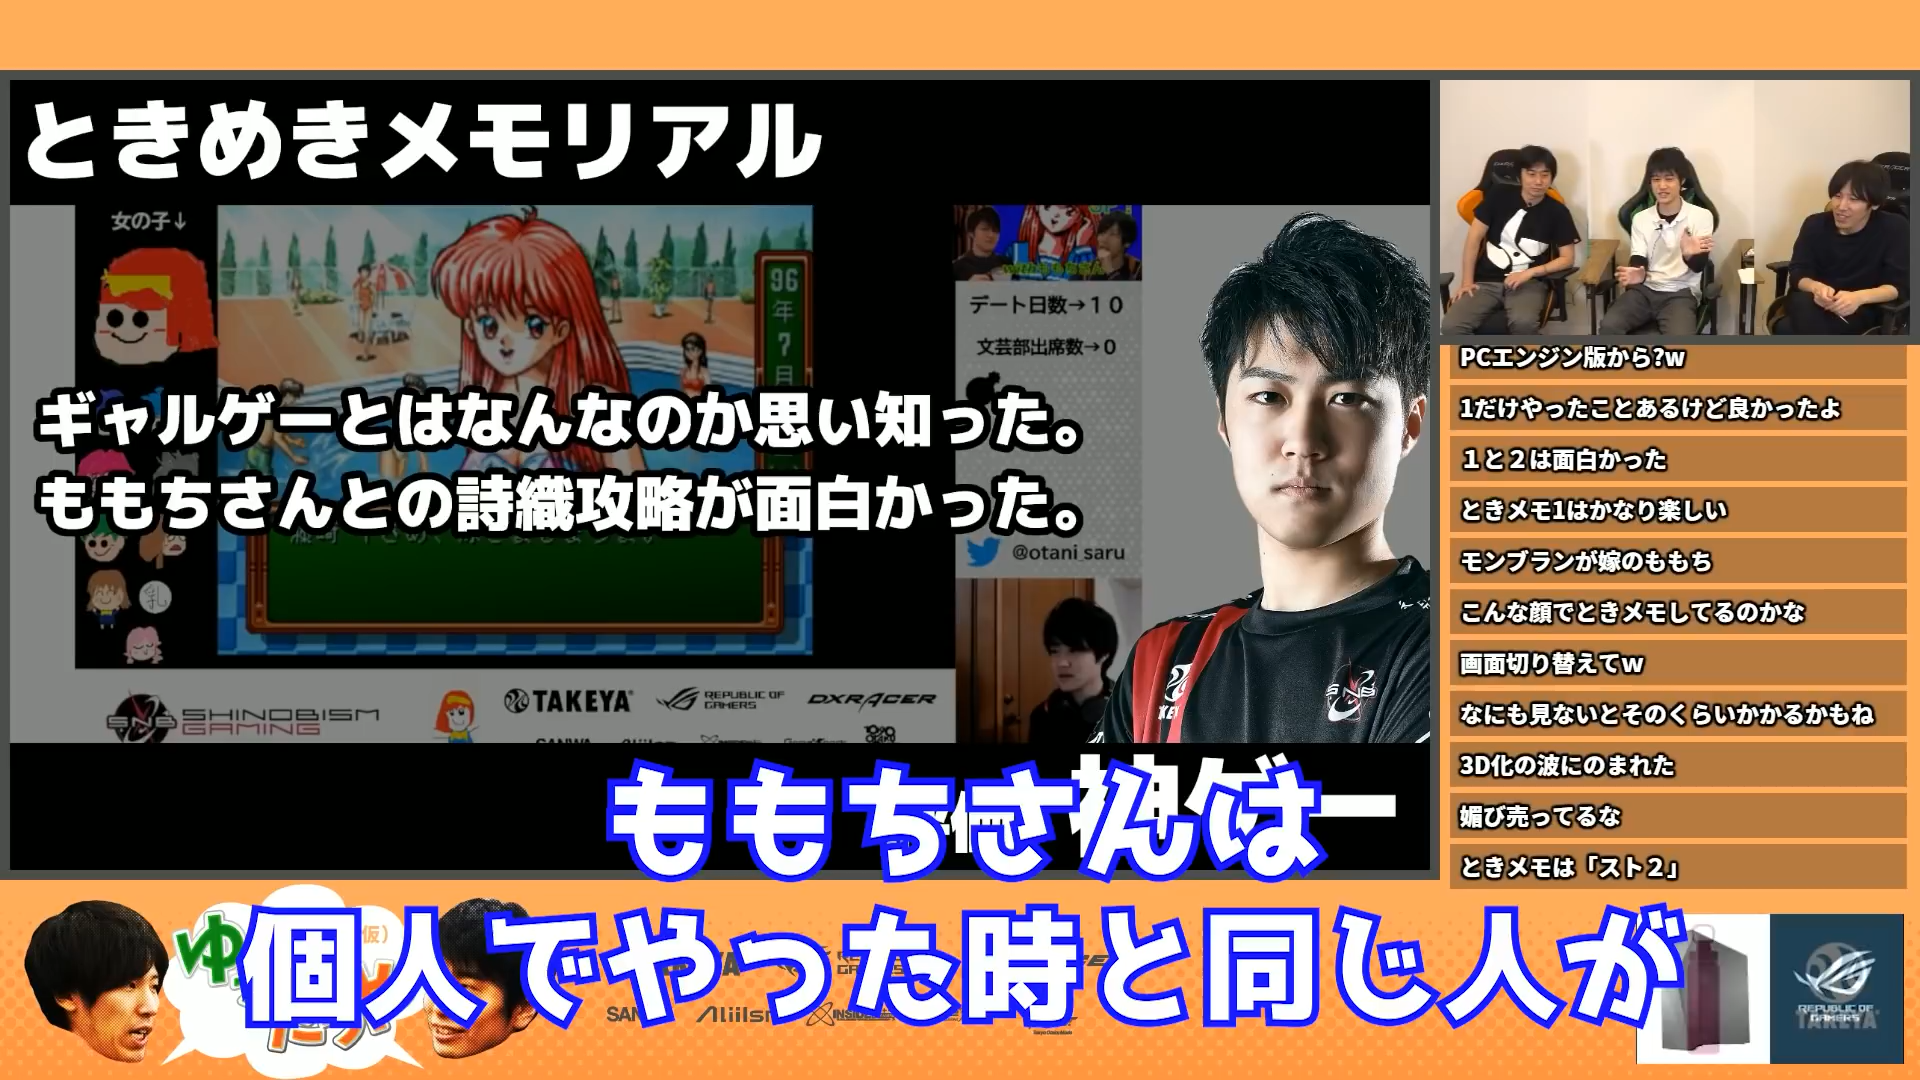 ときめきメモリアル
女の子↓
96
年
7
月
デート日数→10
文芸部出席数→0
ギャルゲーとはなんなのか思い知った。
ももちさんとの詩織攻略が面白かった。
乳
@otani_saru
SHINOBISM
GAMING
TAKEYA
REPUBLIC OF
GAMERS
DXRACER
SANWA
神ゲー
ももちさんは
個人でやった時と同じ人が
PCエンジン版から?w
1だけやったことあるけど良かったよ
1と2は面白かった
ときメモ1はかなり楽しい
モンブランが嫁のももち
こんな顔でときメモしてるのかな
画面切り替えてw
なにも見ないとそのくらいかかるかもね
3D化の波にのまれた
媚び売ってるな
ときメモは「スト2」
REPUBLIC OF
GAMERS
TAKEYA